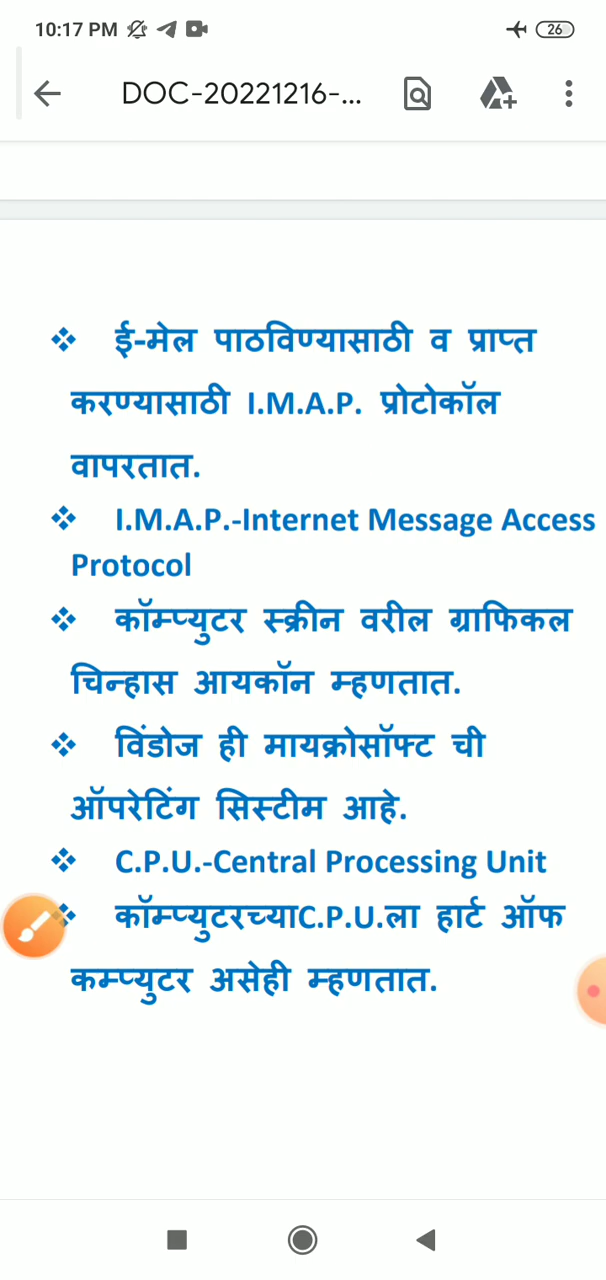 10:17 PM
26
DOC-20221216-...
❖ ई-मेल पाठविण्यासाठी व प्राप्त
करण्यासाठी I.M.A.P. प्रोटोकॉल
वापरतात.
❖ I.M.A.P.-Internet Message Access
Protocol
❖ कॉम्प्युटर स्क्रीन वरील ग्राफिकल
चिन्हास आयकॉन म्हणतात.
❖ विंडोज ही मायक्रोसॉफ्ट ची
ऑपरेटिंग सिस्टीम आहे.
❖ C.P.U.-Central Processing Unit
❖ कॉम्प्युटरच्याC.P.U.ला हार्ट ऑफ
कम्प्युटर असेही म्हणतात.